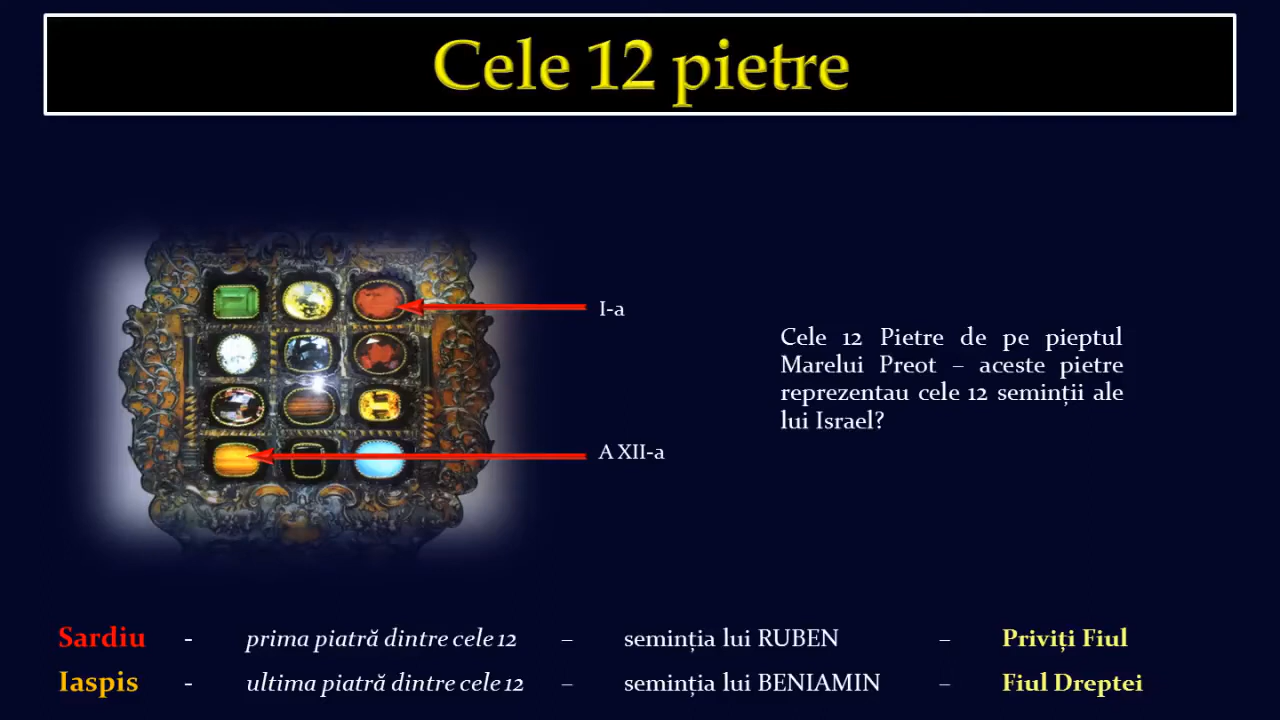 Cele 12 pietre
I-a
Cele 12 Pietre de pe pieptul
Marelui Preot – aceste pietre
reprezentau cele 12 seminții ale
lui Israel?
A XII-a
Sardiu - prima piatră dintre cele 12 – seminția lui RUBEN – Priviți Fiul
Iaspis - ultima piatră dintre cele 12 – seminția lui BENIAMIN – Fiul Dreptei